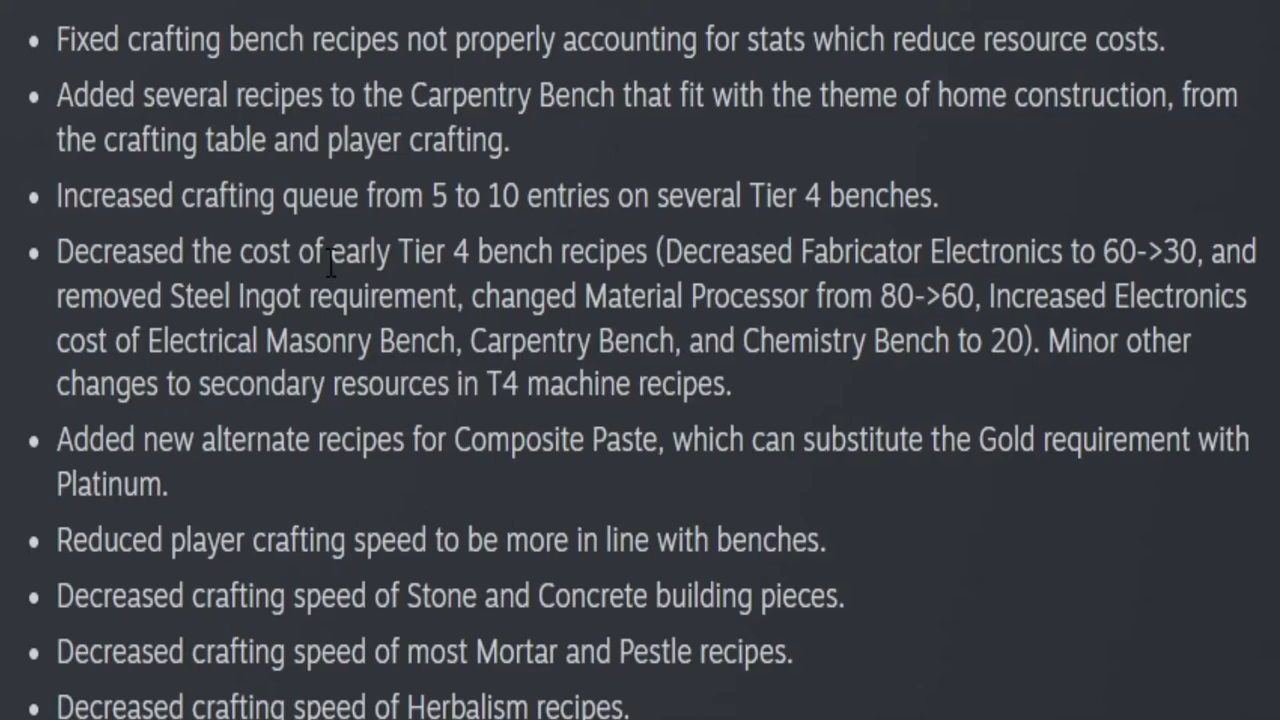 • Fixed crafting bench recipes not properly accounting for stats which reduce resource costs.
• Added several recipes to the Carpentry Bench that fit with the theme of home construction, from
the crafting table and player crafting.
• Increased crafting queue from 5 to 10 entries on several Tier 4 benches.
• Decreased the cost of early Tier 4 bench recipes (Decreased Fabricator Electronics to 60->30, and
removed Steel Ingot requirement, changed Material Processor from 80->60, Increased Electronics
cost of Electrical Masonry Bench, Carpentry Bench, and Chemistry Bench to 20). Minor other
changes to secondary resources in T4 machine recipes.
• Added new alternate recipes for Composite Paste, which can substitute the Gold requirement with
Platinum.
• Reduced player crafting speed to be more in line with benches.
• Decreased crafting speed of Stone and Concrete building pieces.
• Decreased crafting speed of most Mortar and Pestle recipes.
• Decreased crafting speed of Herbalism recipes.